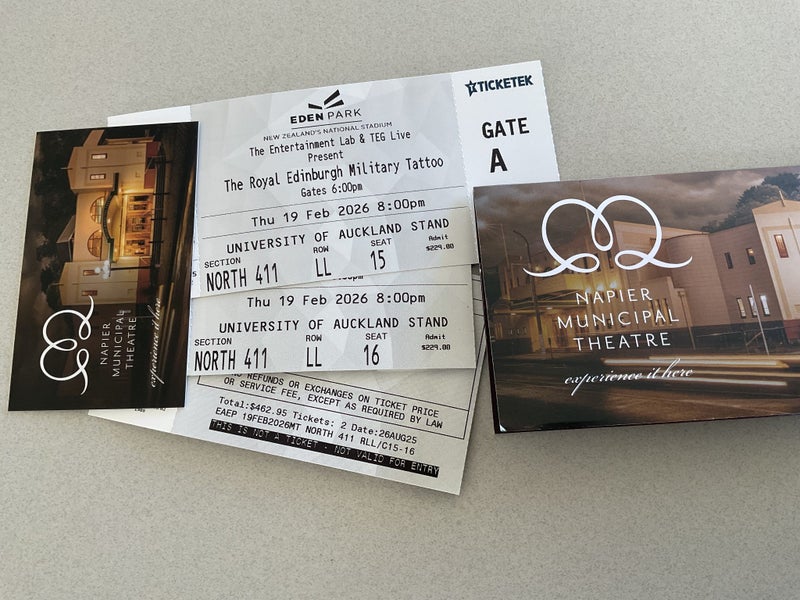 TICKETEK
GATE
A
EDEN PARK
NEW ZEALAND'S NATIONAL STADIUM
The Entertainment Lab & TEG Live
Present
The Royal Edinburgh Military Tattoo
Gates 6:00pm
Thu 19 Feb 2026 8:00pm
UNIVERSITY OF AUCKLAND STAND
SECTION ROW SEAT Admit
NORTH 411 LL 15 $229.00
Thu 19 Feb 2026 8:00pm
UNIVERSITY OF AUCKLAND STAND
SECTION ROW SEAT Admit
NORTH 411 LL 16 $229.00
NO REFUNDS OR EXCHANGES ON TICKET PRICE
OR SERVICE FEE, EXCEPT AS REQUIRED BY LAW
Total:$462.95 Tickets: 2 Date:26AUG25
EAEP 19FEB2026MT NORTH 411 RLL/C15-16
THIS IS NOT A TICKET - NOT VALID FOR ENTRY
NAPIER
MUNICIPAL
THEATRE
experience it here
NAPIER
MUNICIPAL
THEATRE
experience it here